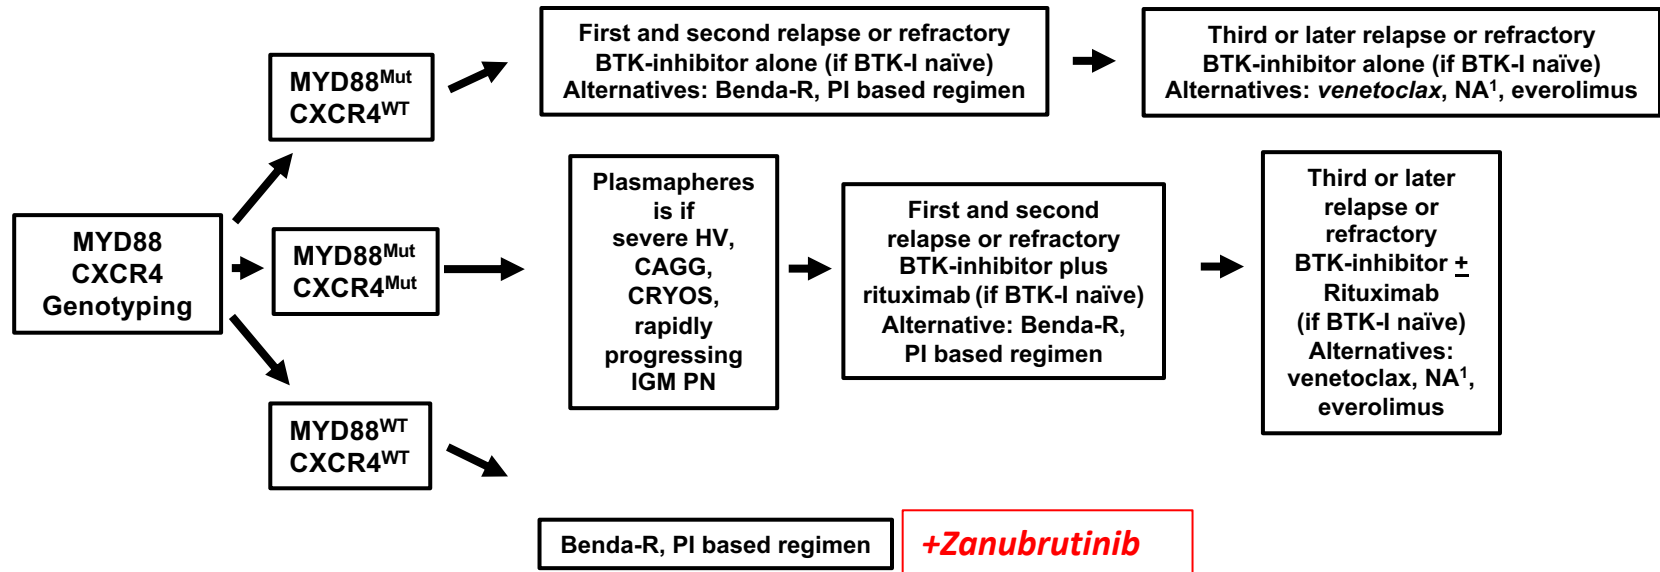 MYD88
CXCR4
Genotyping
MYD88Mut
CXCR4WT
First and second relapse or refractory
BTK-inhibitor alone (if BTK-I naïve)
Alternatives: Benda-R, PI based regimen
Third or later relapse or refractory
BTK-inhibitor alone (if BTK-I naïve)
Alternatives: venetoclax, NA1, everolimus
MYD88Mut
CXCR4Mut
Plasmapheres
is if
severe HV,
CAGG,
CRYOS,
rapidly
progressing
IGM PN
First and second
relapse or refractory
BTK-inhibitor plus
rituximab (if BTK-I naïve)
Alternative: Benda-R,
PI based regimen
Third or later
relapse or
refractory
BTK-inhibitor +
Rituximab
(if BTK-I naïve)
Alternatives:
venetoclax, NA1,
everolimus
MYD88WT
CXCR4WT
Benda-R, PI based regimen
+Zanubrutinib